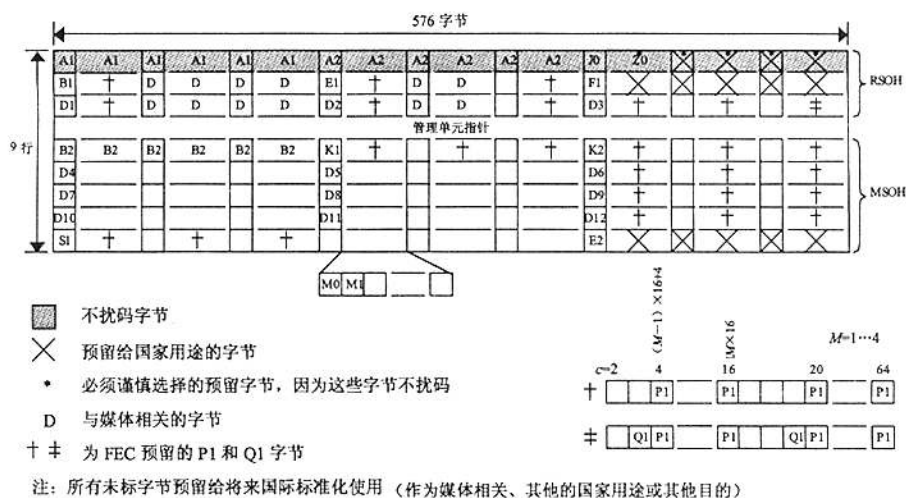 576 字节
A1 A1 A1 A1 A1 A1 A2 A2 A2 A2 A2 A2 J0 Z0
B1 † D D D D E1 † D D † F1
D1 † D D D D D2 † D D † D3 † † ‡
RSOH
管理单元指针
9 行
B2 B2 B2 B2 B2 B2 K1 † † † K2 † † †
D4 D5 D6 † † †
D7 D8 D9 † † †
D10 D11 D12 † † †
S1 † † † E2
MSOH
M0 M1
不扰码字节
预留给国家用途的字节
必须谨慎选择的预留字节，因为这些字节不扰码
D 与媒体相关的字节
† ‡ 为 FEC 预留的 P1 和 Q1 字节
(M−1)×16+4
M×16
M=1…4
c=2 4 16 20 64
† P1 P1 P1 P1
‡ Q1 P1 P1 Q1 P1 P1
注：所有未标字节预留给将来国际标准化使用（作为媒体相关、其他的国家用途或其他目的）